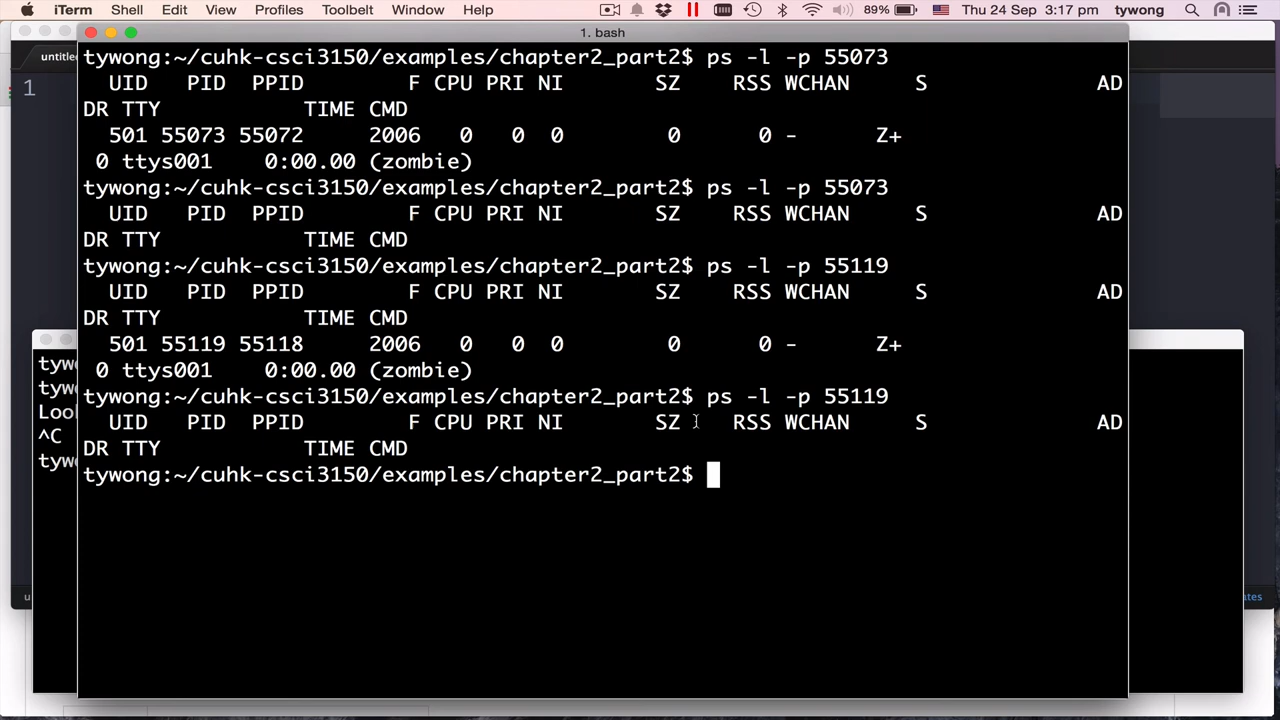 iTerm Shell Edit View Profiles Toolbelt Window Help 89% Thu 24 Sep 3:17 pm tywong
1. bash
untitle
1
tywong:~/cuhk-csci3150/examples/chapter2_part2$ ps -l -p 55073
UID PID PPID F CPU PRI NI SZ RSS WCHAN S AD
DR TTY TIME CMD
501 55073 55072 2006 0 0 0 0 0 - Z+
0 ttys001 0:00.00 (zombie)
tywong:~/cuhk-csci3150/examples/chapter2_part2$ ps -l -p 55073
UID PID PPID F CPU PRI NI SZ RSS WCHAN S AD
DR TTY TIME CMD
tywong:~/cuhk-csci3150/examples/chapter2_part2$ ps -l -p 55119
UID PID PPID F CPU PRI NI SZ RSS WCHAN S AD
DR TTY TIME CMD
501 55119 55118 2006 0 0 0 0 0 - Z+
0 ttys001 0:00.00 (zombie)
tywong:~/cuhk-csci3150/examples/chapter2_part2$ ps -l -p 55119
UID PID PPID F CPU PRI NI SZ RSS WCHAN S AD
DR TTY TIME CMD
tywong:~/cuhk-csci3150/examples/chapter2_part2$
tyw
tyw
Loo
^C
tyw
u
tes